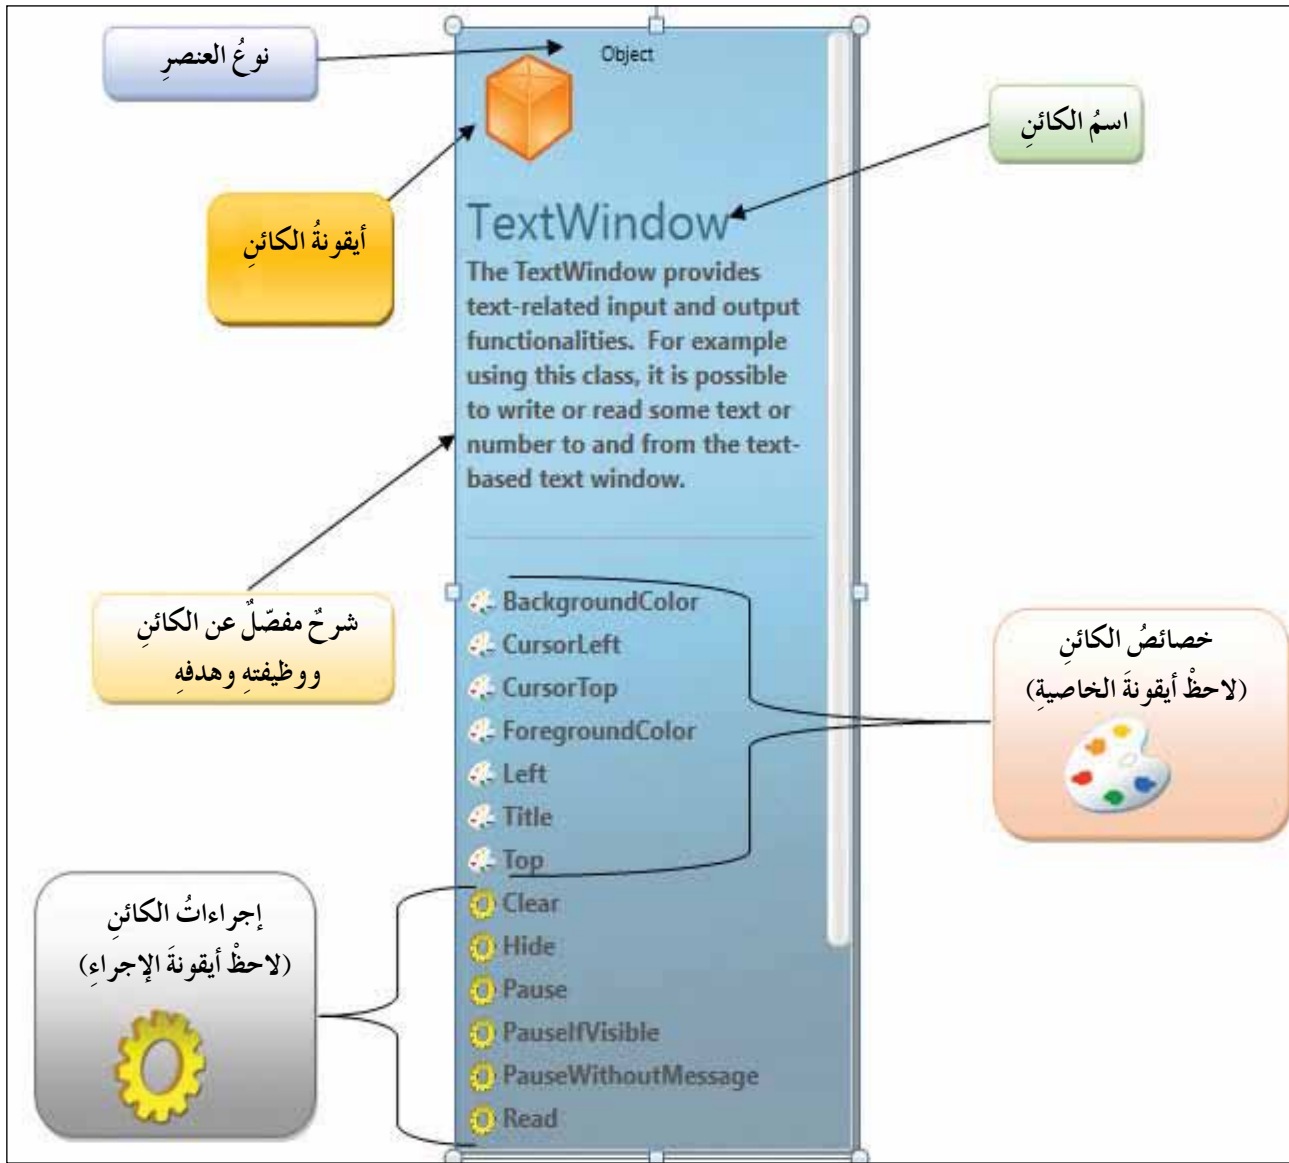 نوعُ العنصرِ
Object
اسمُ الكائنِ
أيقونةُ الكائنِ
TextWindow
The TextWindow provides
text-related input and output
functionalities.  For example
using this class, it is possible
to write or read some text or
number to and from the text-
based text window.
شرحٌ مفصّلٌ عن الكائنِ
ووظيفتهِ وهدفهِ
BackgroundColor
CursorLeft
CursorTop
ForegroundColor
Left
Title
Top
خصائصُ الكائنِ
(لاحظْ أيقونةَ الخاصيةِ)
إجراءاتُ الكائنِ
(لاحظْ أيقونةَ الإجراءِ)
Clear
Hide
Pause
PauseIfVisible
PauseWithoutMessage
Read